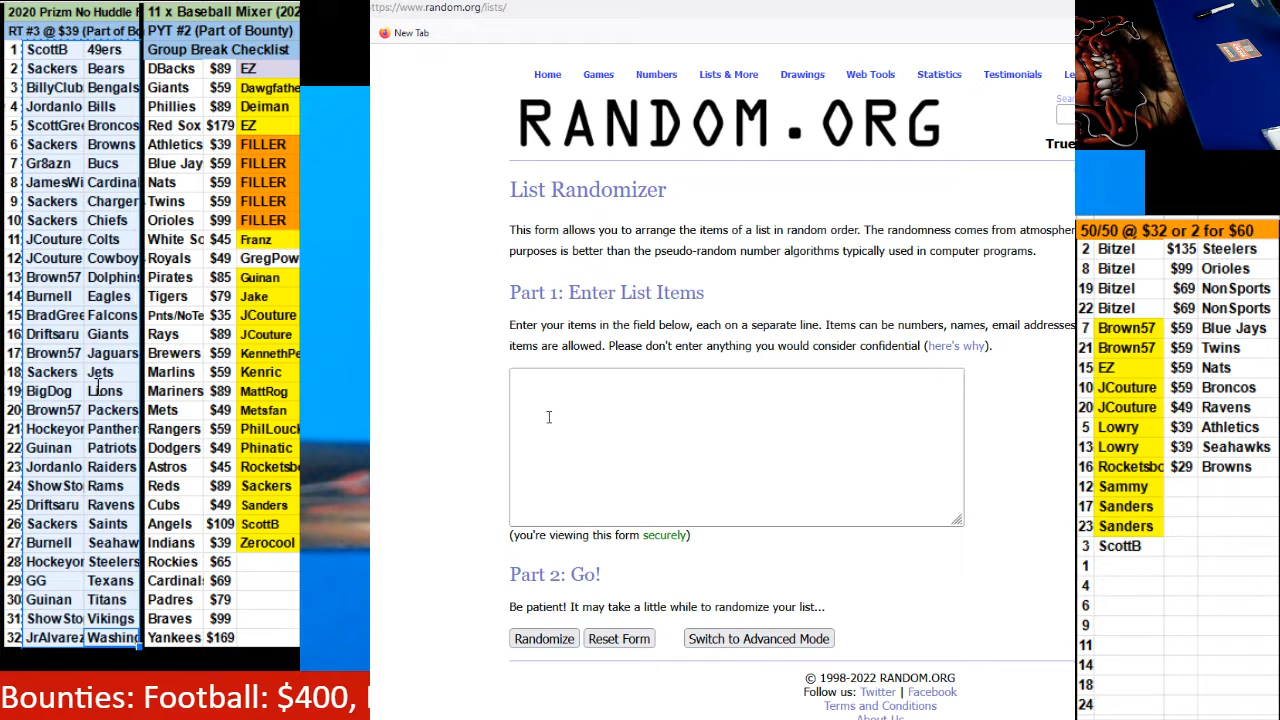 2020 Prizm No Huddle F
RT #3 @ $39 (Part of Bo
1 ScottB 49ers
2 Sackers Bears
3 BillyClub Bengals
4 Jordanlo Bills
5 ScottGree Broncos
6 Sackers Browns
7 Gr8azn Bucs
8 JamesWi Cardinal
9 Sackers Charger
10 Sackers Chiefs
11 JCouture Colts
12 JCouture Cowboy
13 Brown57 Dolphin
14 Burnell Eagles
15 BradGree Falcons
16 Driftsaru Giants
17 Brown57 Jaguars
18 Sackers Jets
19 BigDog Lions
20 Brown57 Packers
21 Hockeyor Panther
22 Guinan Patriots
23 Jordanlo Raiders
24 ShowSto Rams
25 Driftsaru Ravens
26 Sackers Saints
27 Burnell Seahaw
28 Hockeyor Steelers
29 GG Texans
30 Guinan Titans
31 ShowSto Vikings
32 JrAlvarez Washing
11 x Baseball Mixer (202
PYT #2 (Part of Bounty)
Group Break Checklist
DBacks $89 EZ
Giants $59 Dawgfathe
Phillies $89 Deiman
Red Sox $179 EZ
Athletics $39 FILLER
Blue Jay $59 FILLER
Nats $59 FILLER
Twins $59 FILLER
Orioles $99 FILLER
White So $45 Franz
Royals $49 GregPow
Pirates $85 Guinan
Tigers $79 Jake
Pnts/NoTe $35 JCouture
Rays $89 JCouture
Brewers $59 KennethPe
Marlins $59 Kenric
Mariners $89 MattRog
Mets $49 Metsfan
Rangers $59 PhilLouck
Dodgers $49 Phinatic
Astros $45 Rocketsbo
Reds $89 Sackers
Cubs $49 Sanders
Angels $109 ScottB
Indians $39 Zerocool
Rockies $65
Cardinals $69
Padres $79
Braves $99
Yankees $169
Bounties: Football: $400,
https://www.random.org/lists/
New Tab
Home Games Numbers Lists & More Drawings Web Tools Statistics Testimonials Le
Sear
RANDOM.ORG
True
List Randomizer
This form allows you to arrange the items of a list in random order. The randomness comes from atmospher
purposes is better than the pseudo-random number algorithms typically used in computer programs.
Part 1: Enter List Items
Enter your items in the field below, each on a separate line. Items can be numbers, names, email addresses
items are allowed. Please don't enter anything you would consider confidential (here's why).
(you're viewing this form securely)
Part 2: Go!
Be patient! It may take a little while to randomize your list...
Randomize Reset Form Switch to Advanced Mode
© 1998-2022 RANDOM.ORG
Follow us: Twitter | Facebook
Terms and Conditions
About Us
50/50 @ $32 or 2 for $60
2 Bitzel $135 Steelers
8 Bitzel $99 Orioles
19 Bitzel $69 NonSports
22 Bitzel $69 NonSports
7 Brown57 $59 Blue Jays
21 Brown57 $59 Twins
15 EZ $59 Nats
10 JCouture $59 Broncos
20 JCouture $49 Ravens
5 Lowry $39 Athletics
13 Lowry $39 Seahawks
16 Rocketsbo $29 Browns
12 Sammy
17 Sanders
23 Sanders
3 ScottB
1
4
6
9
11
14
18
24